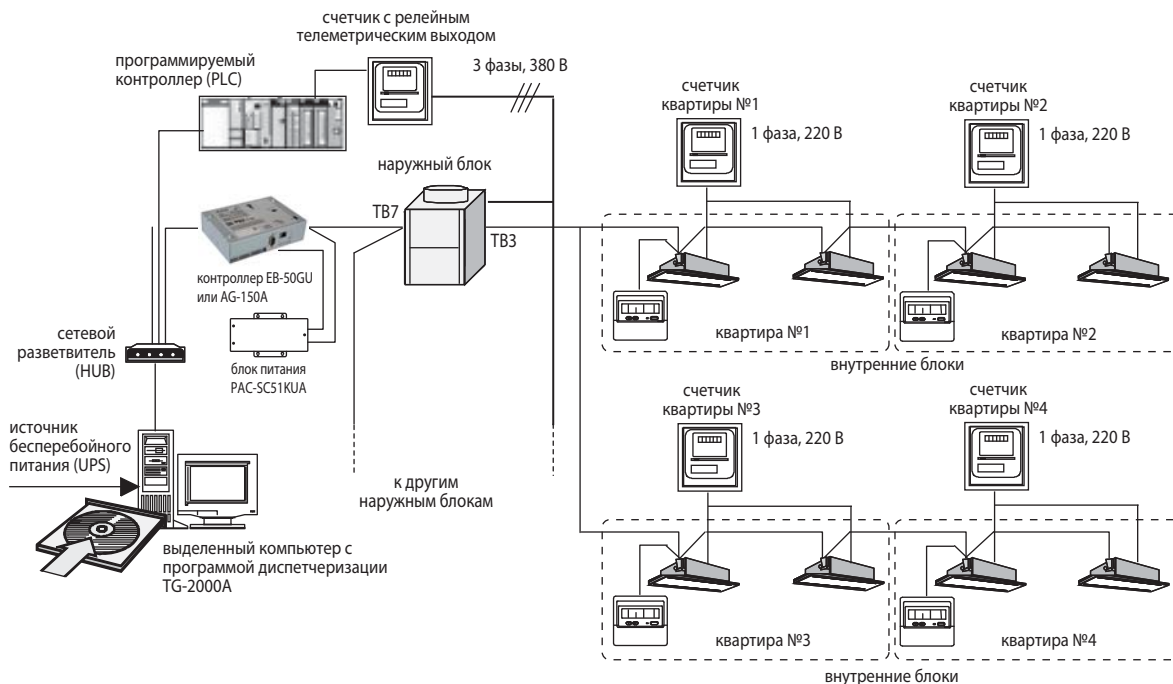 счетчик с релейным
телеметрическим выходом
программируемый
контроллер (PLC)
3 фазы, 380 В
наружный блок
TB7
TB3
контроллер EB-50GU
или AG-150A
сетевой
разветвитель
(HUB)
блок питания
PAC-SC51KUA
источник
бесперебойного
питания (UPS)
к другим
наружным блокам
выделенный компьютер с
программой диспетчеризации
TG-2000A
счетчик
квартиры №1
1 фаза, 220 В
счетчик
квартиры №2
1 фаза, 220 В
квартира №1
квартира №2
внутренние блоки
счетчик
квартиры №3
1 фаза, 220 В
счетчик
квартиры №4
1 фаза, 220 В
квартира №3
квартира №4
внутренние блоки